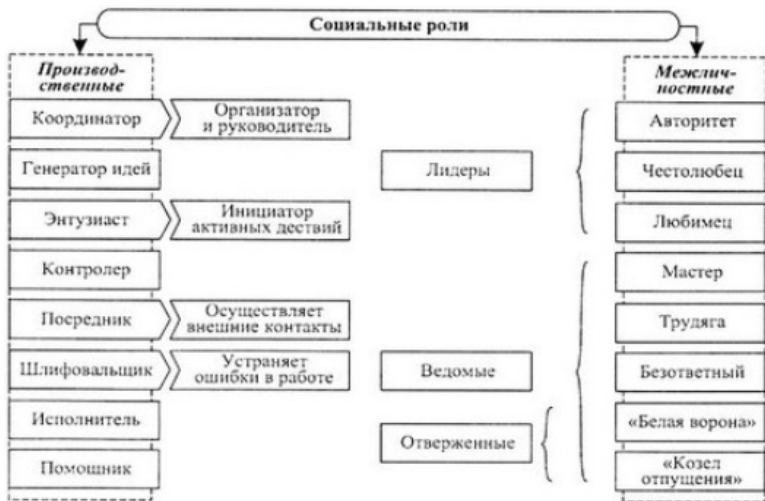 Социальные роли
Производ-
ственные
Межлич-
ностные
Координатор
Организатор
и руководитель
Авторитет
Генератор идей
Лидеры
Честолюбец
Энтузиаст
Инициатор
активных дествий
Любимец
Контролер
Мастер
Посредник
Осуществляет
внешние контакты
Трудяга
Шлифовальщик
Устраняет
ошибки в работе
Ведомые
Безответный
Исполнитель
Отверженные
«Белая ворона»
Помощник
«Козел
отпущения»